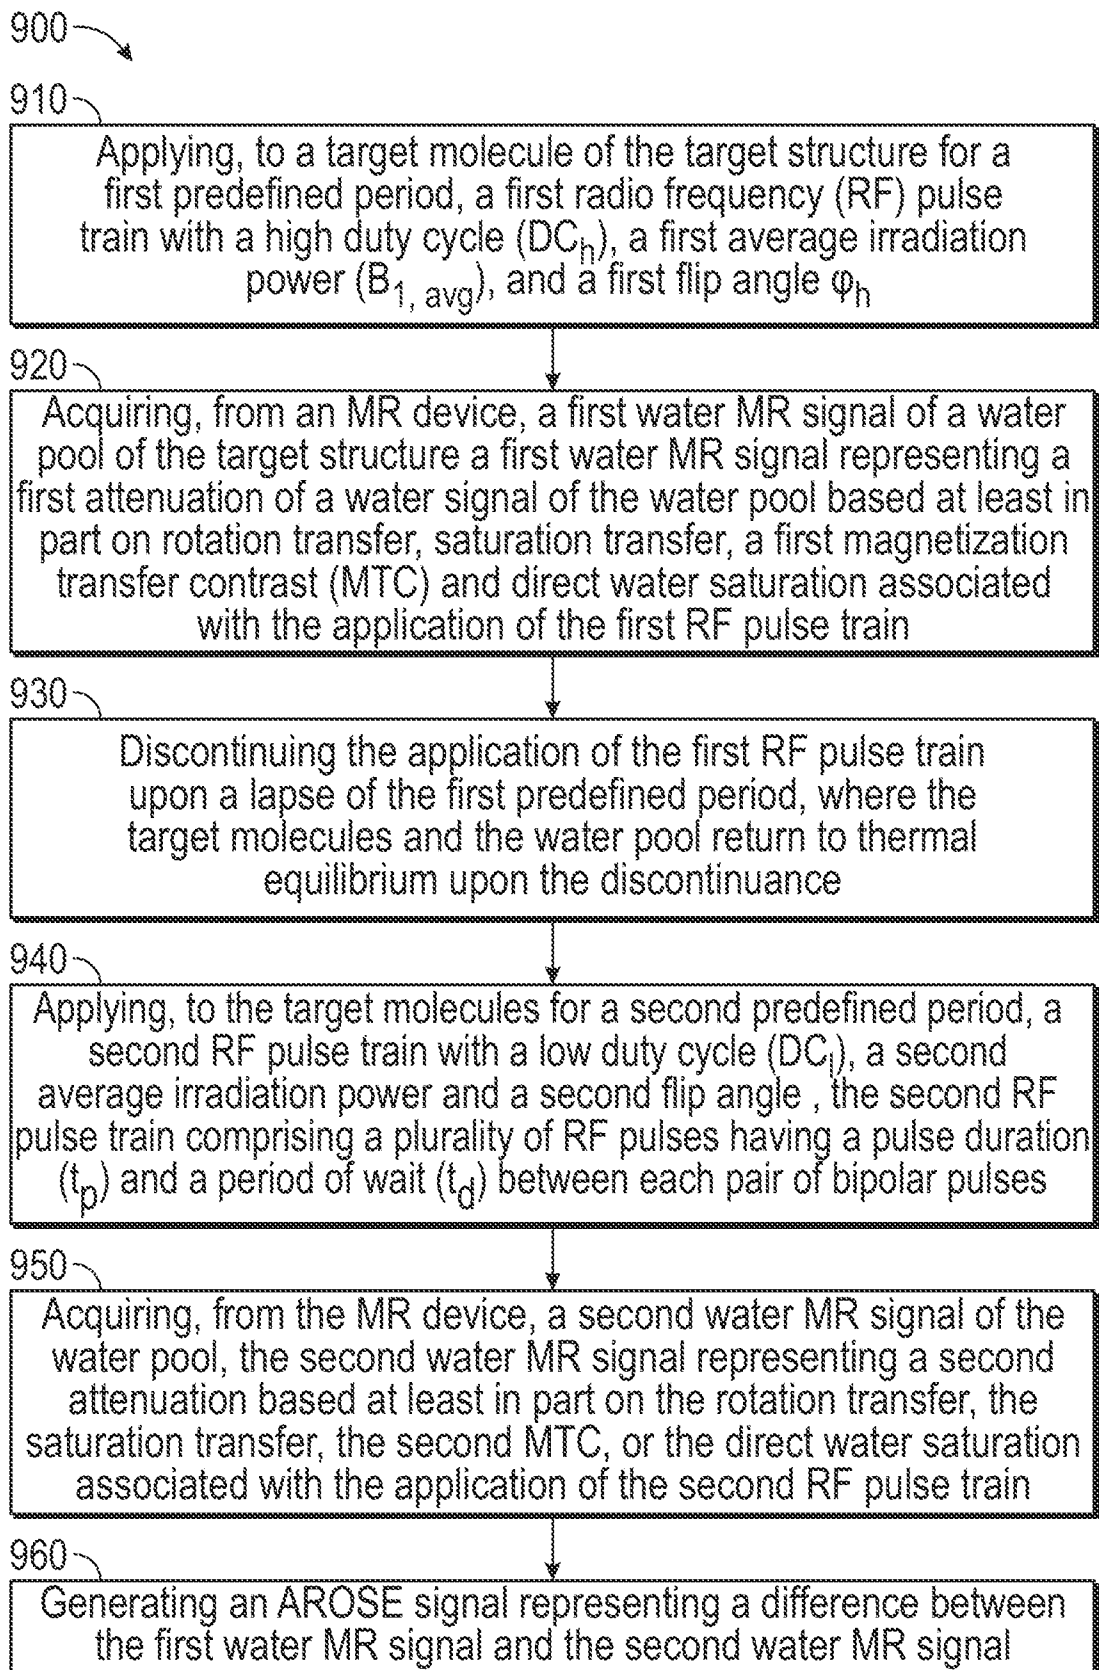 900
910
Applying, to a target molecule of the target structure for a
first predefined period, a first radio frequency (RF) pulse
train with a high duty cycle (DCh), a first average irradiation
power (B1, avg), and a first flip angle φh
920
Acquiring, from an MR device, a first water MR signal of a water
pool of the target structure a first water MR signal representing a
first attenuation of a water signal of the water pool based at least in
part on rotation transfer, saturation transfer, a first magnetization
transfer contrast (MTC) and direct water saturation associated
with the application of the first RF pulse train
930
Discontinuing the application of the first RF pulse train
upon a lapse of the first predefined period, where the
target molecules and the water pool return to thermal
equilibrium upon the discontinuance
940
Applying, to the target molecules for a second predefined period, a
second RF pulse train with a low duty cycle (DCl), a second
average irradiation power and a second flip angle , the second RF
pulse train comprising a plurality of RF pulses having a pulse duration
(tp) and a period of wait (td) between each pair of bipolar pulses
950
Acquiring, from the MR device, a second water MR signal of the
water pool, the second water MR signal representing a second
attenuation based at least in part on the rotation transfer, the
saturation transfer, the second MTC, or the direct water saturation
associated with the application of the second RF pulse train
960
Generating an AROSE signal representing a difference between
the first water MR signal and the second water MR signal